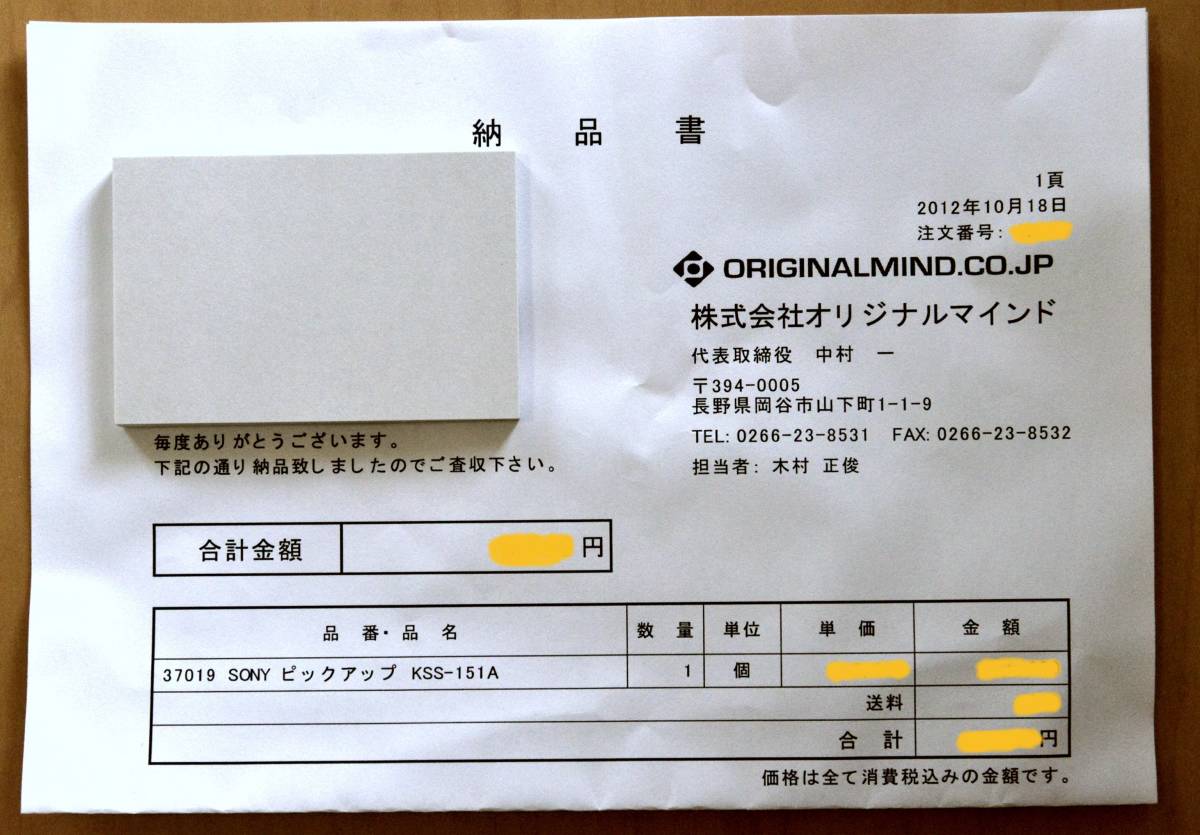 納品書
1頁
2012年10月18日
注文番号:
ORIGINALMIND.CO.JP
株式会社オリジナルマインド
代表取締役 中村 一
〒394-0005
長野県岡谷市山下町1-1-9
TEL: 0266-23-8531 FAX: 0266-23-8532
担当者: 木村 正俊
毎度ありがとうございます。
下記の通り納品致しましたのでご査収下さい。
合計金額 円
品番・品名 数量 単位 単価 金額
37019 SONY ピックアップ KSS-151A 1 個
送料
合計 円
価格は全て消費税込みの金額です。